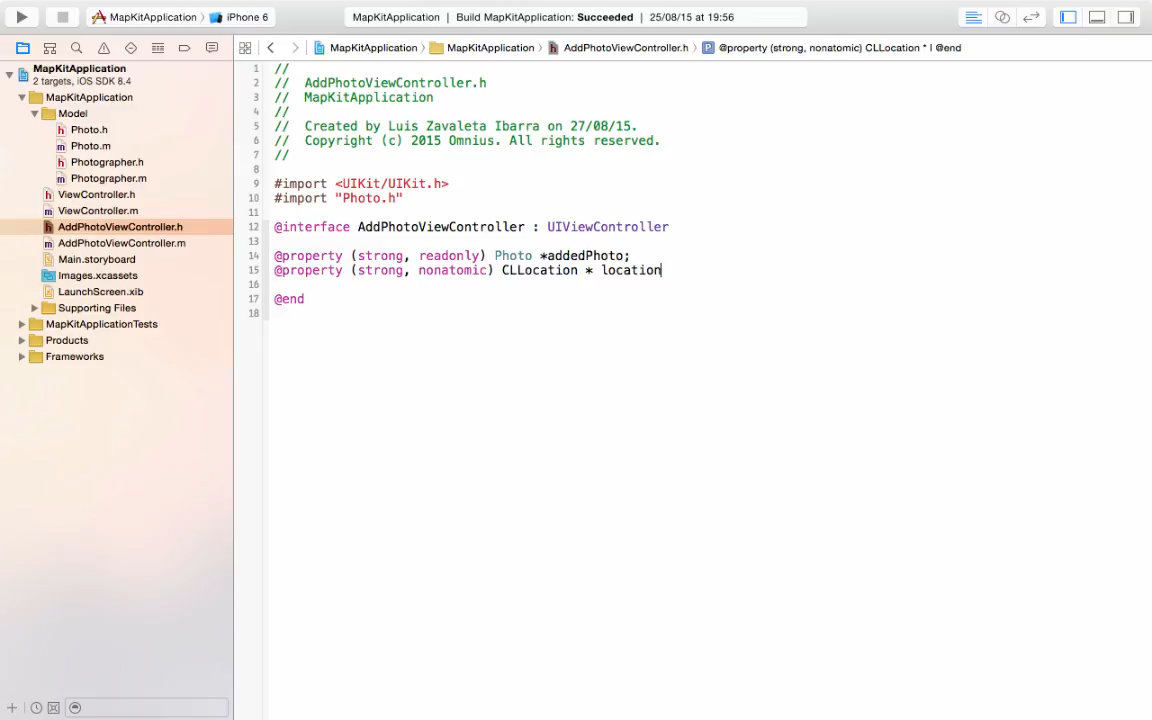 MapKitApplication > iPhone 6
MapKitApplication | Build MapKitApplication: Succeeded | 25/08/15 at 19:56
MapKitApplication > MapKitApplication > AddPhotoViewController.h > P @property (strong, nonatomic) CLLocation * l @end
MapKitApplication
2 targets, iOS SDK 8.4
MapKitApplication
Model
h Photo.h
m Photo.m
h Photographer.h
m Photographer.m
h ViewController.h
m ViewController.m
h AddPhotoViewController.h
m AddPhotoViewController.m
Main.storyboard
Images.xcassets
LaunchScreen.xib
Supporting Files
MapKitApplicationTests
Products
Frameworks
1 //
2 //  AddPhotoViewController.h
3 //  MapKitApplication
4 //
5 //  Created by Luis Zavaleta Ibarra on 27/08/15.
6 //  Copyright (c) 2015 Omnius. All rights reserved.
7 //
8
9 #import <UIKit/UIKit.h>
10 #import "Photo.h"
11
12 @interface AddPhotoViewController : UIViewController
13
14 @property (strong, readonly) Photo *addedPhoto;
15 @property (strong, nonatomic) CLLocation * location
16
17 @end
18